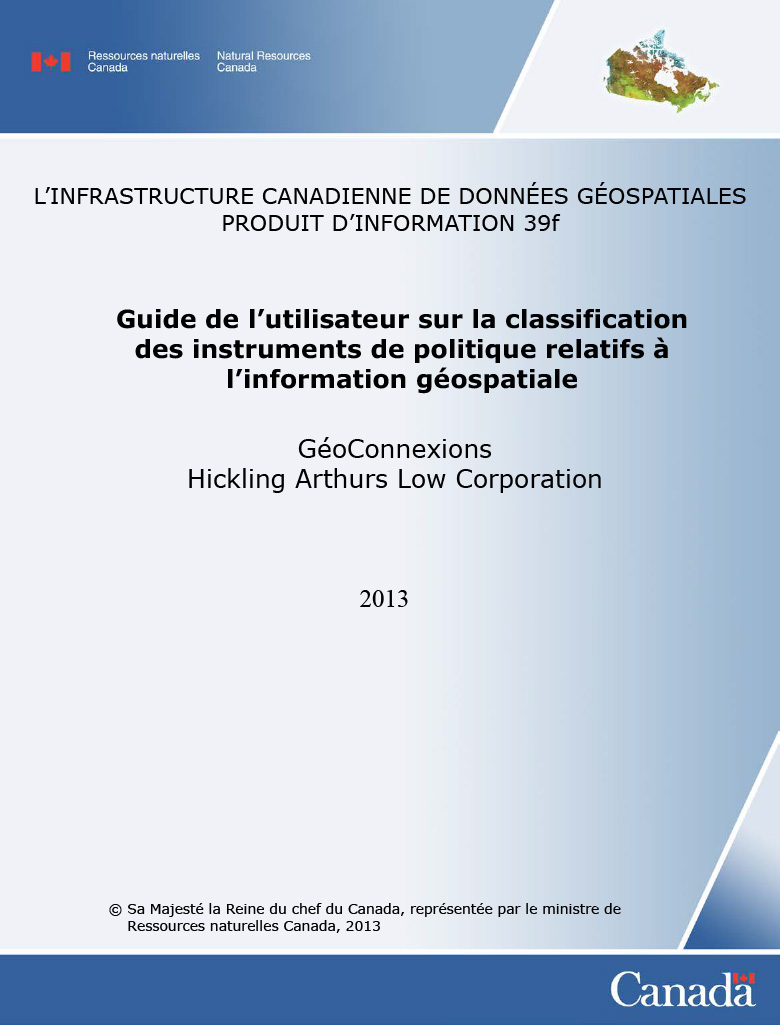 Ressources naturelles Natural Resources
Canada Canada
L’INFRASTRUCTURE CANADIENNE DE DONNÉES GÉOSPATIALES
PRODUIT D’INFORMATION 39f
Guide de l’utilisateur sur la classification
des instruments de politique relatifs à
l’information géospatiale
GéoConnexions
Hickling Arthurs Low Corporation
2013
© Sa Majesté la Reine du chef du Canada, représentée par le ministre de
Ressources naturelles Canada, 2013
Canada